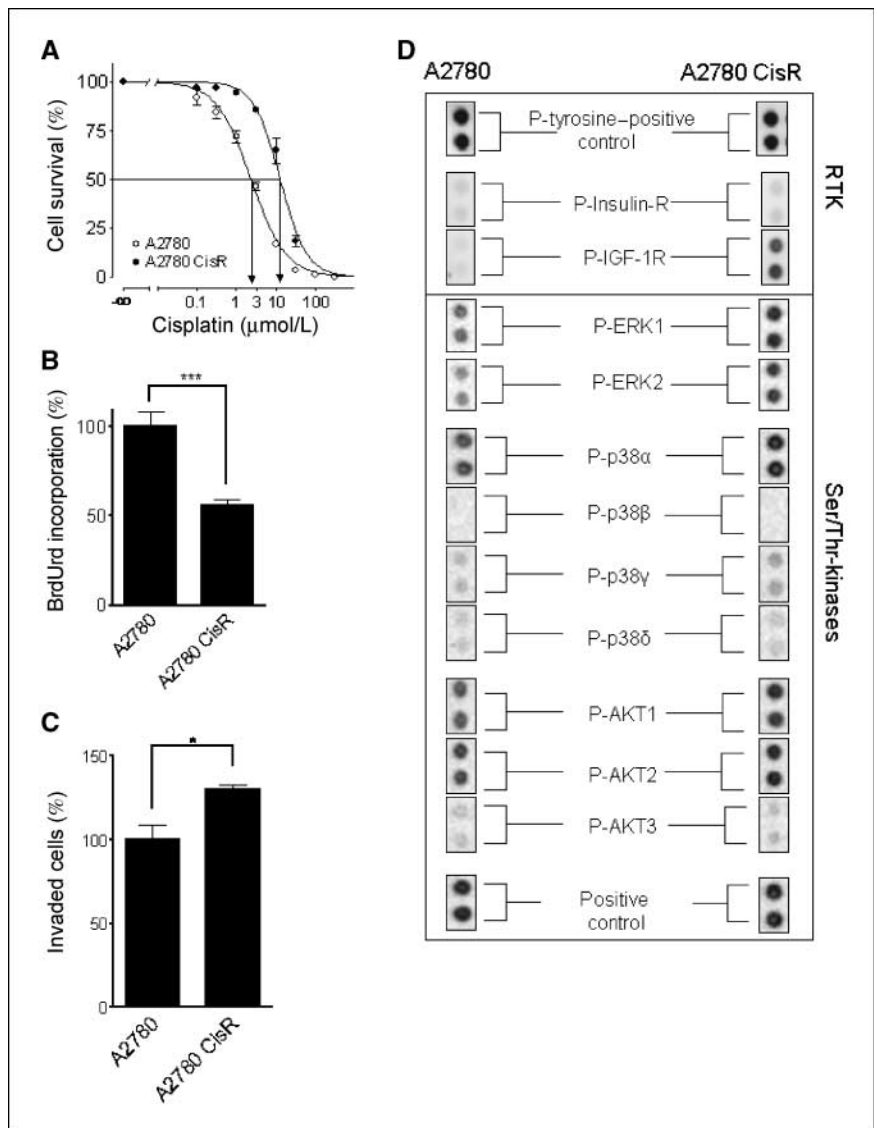 A
100
75
50
25
0
Cell survival (%)
A2780
A2780 CisR
-∞ 0.1 1 3 10 100
Cisplatin (μmol/L)
B
***
100
50
0
BrdUrd incorporation (%)
A2780
A2780 CisR
C
*
150
100
50
0
Invaded cells (%)
A2780
A2780 CisR
D
A2780 A2780 CisR
P-tyrosine–positive
control
P-Insulin-R
P-IGF-1R
RTK
P-ERK1
P-ERK2
P-p38α
P-p38β
P-p38γ
P-p38δ
P-AKT1
P-AKT2
P-AKT3
Positive
control
Ser/Thr-kinases